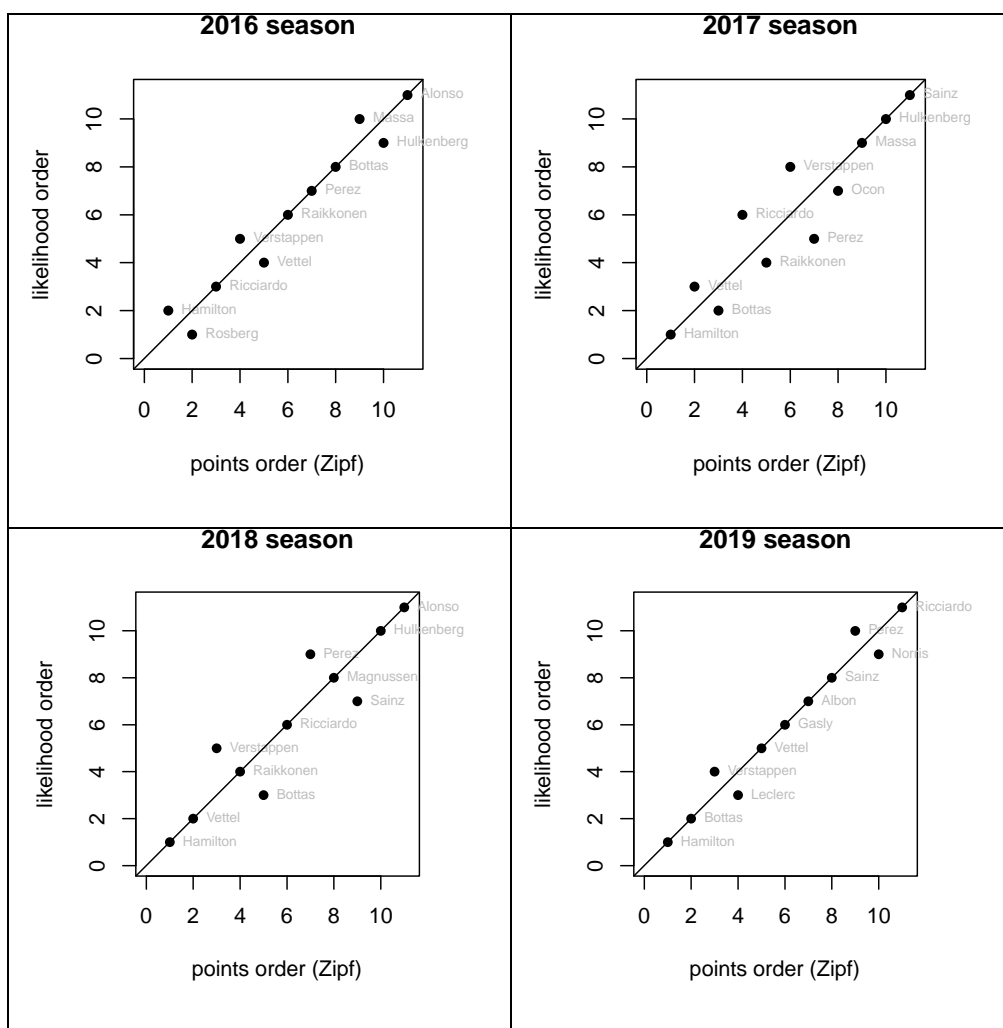 2016 season
Alonso
Massa
Hulkenberg
Bottas
Perez
Raikkonen
Verstappen
Vettel
Ricciardo
Hamilton
Rosberg
0 2 4 6 8 10
0 2 4 6 8 10
likelihood order
points order (Zipf)
2017 season
Sainz
Hulkenberg
Massa
Verstappen
Ocon
Ricciardo
Perez
Raikkonen
Vettel
Bottas
Hamilton
0 2 4 6 8 10
0 2 4 6 8 10
likelihood order
points order (Zipf)
2018 season
Alonso
Hulkenberg
Perez
Magnussen
Sainz
Ricciardo
Verstappen
Raikkonen
Bottas
Vettel
Hamilton
0 2 4 6 8 10
0 2 4 6 8 10
likelihood order
points order (Zipf)
2019 season
Ricciardo
Perez
Norris
Sainz
Albon
Gasly
Vettel
Verstappen
Leclerc
Bottas
Hamilton
0 2 4 6 8 10
0 2 4 6 8 10
likelihood order
points order (Zipf)